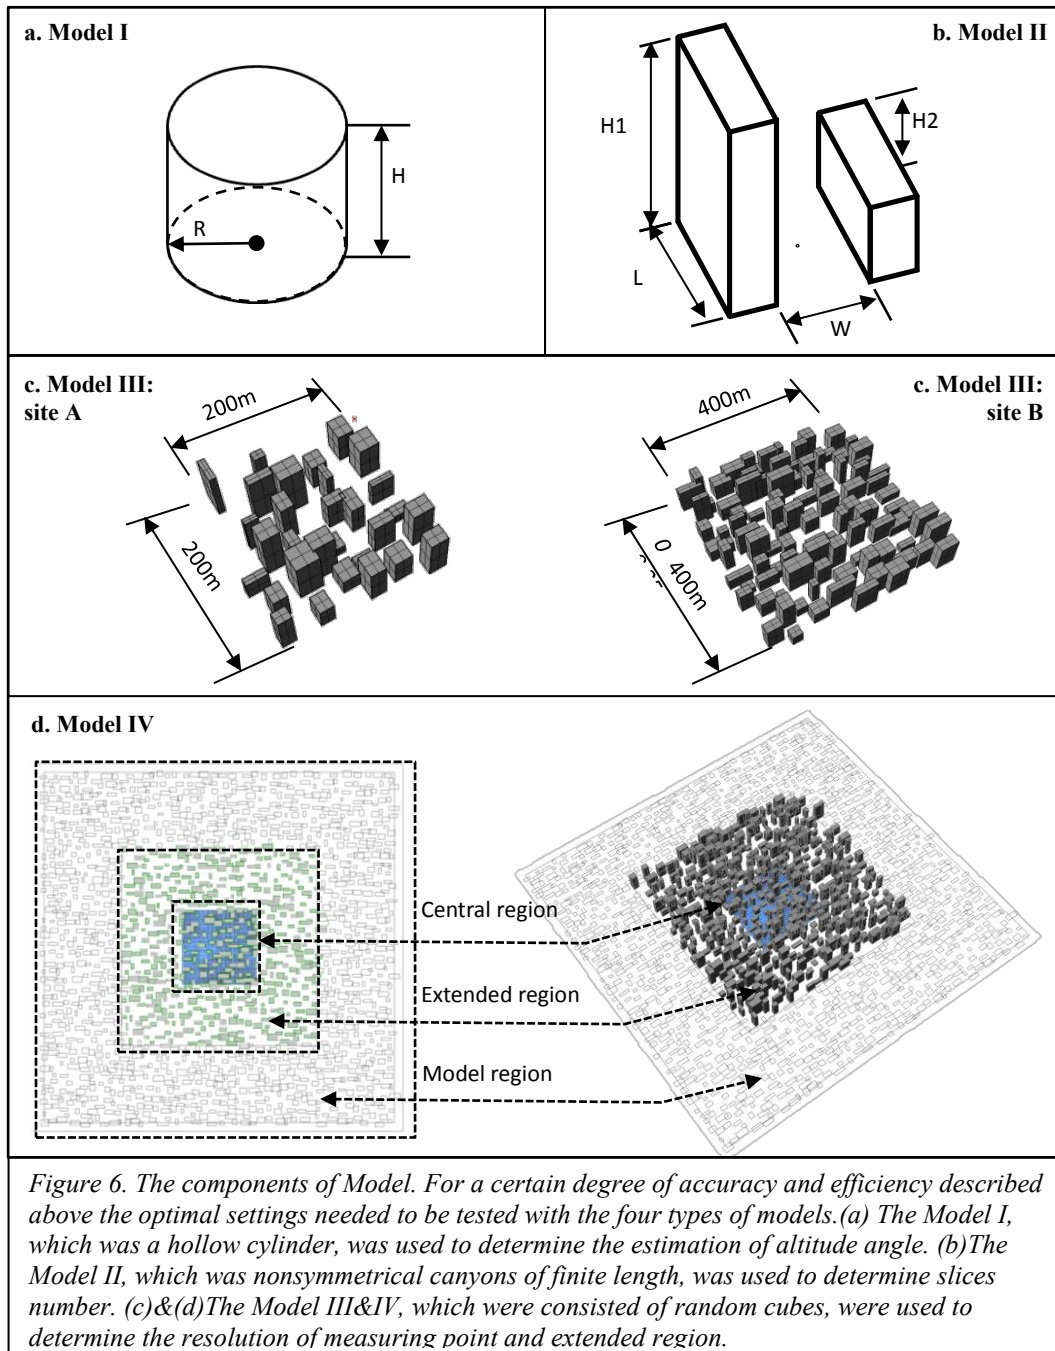 a. Model I
b. Model II
H
R
H1
H2
L
W
c. Model III:
site A
200m
200m
c. Model III:
site B
400m
400m
0
d. Model IV
Central region
Extended region
Model region
Figure 6. The components of Model. For a certain degree of accuracy and efficiency described
above the optimal settings needed to be tested with the four types of models.(a) The Model I,
which was a hollow cylinder, was used to determine the estimation of altitude angle. (b)The
Model II, which was nonsymmetrical canyons of finite length, was used to determine slices
number. (c)&(d)The Model III&IV, which were consisted of random cubes, were used to
determine the resolution of measuring point and extended region.